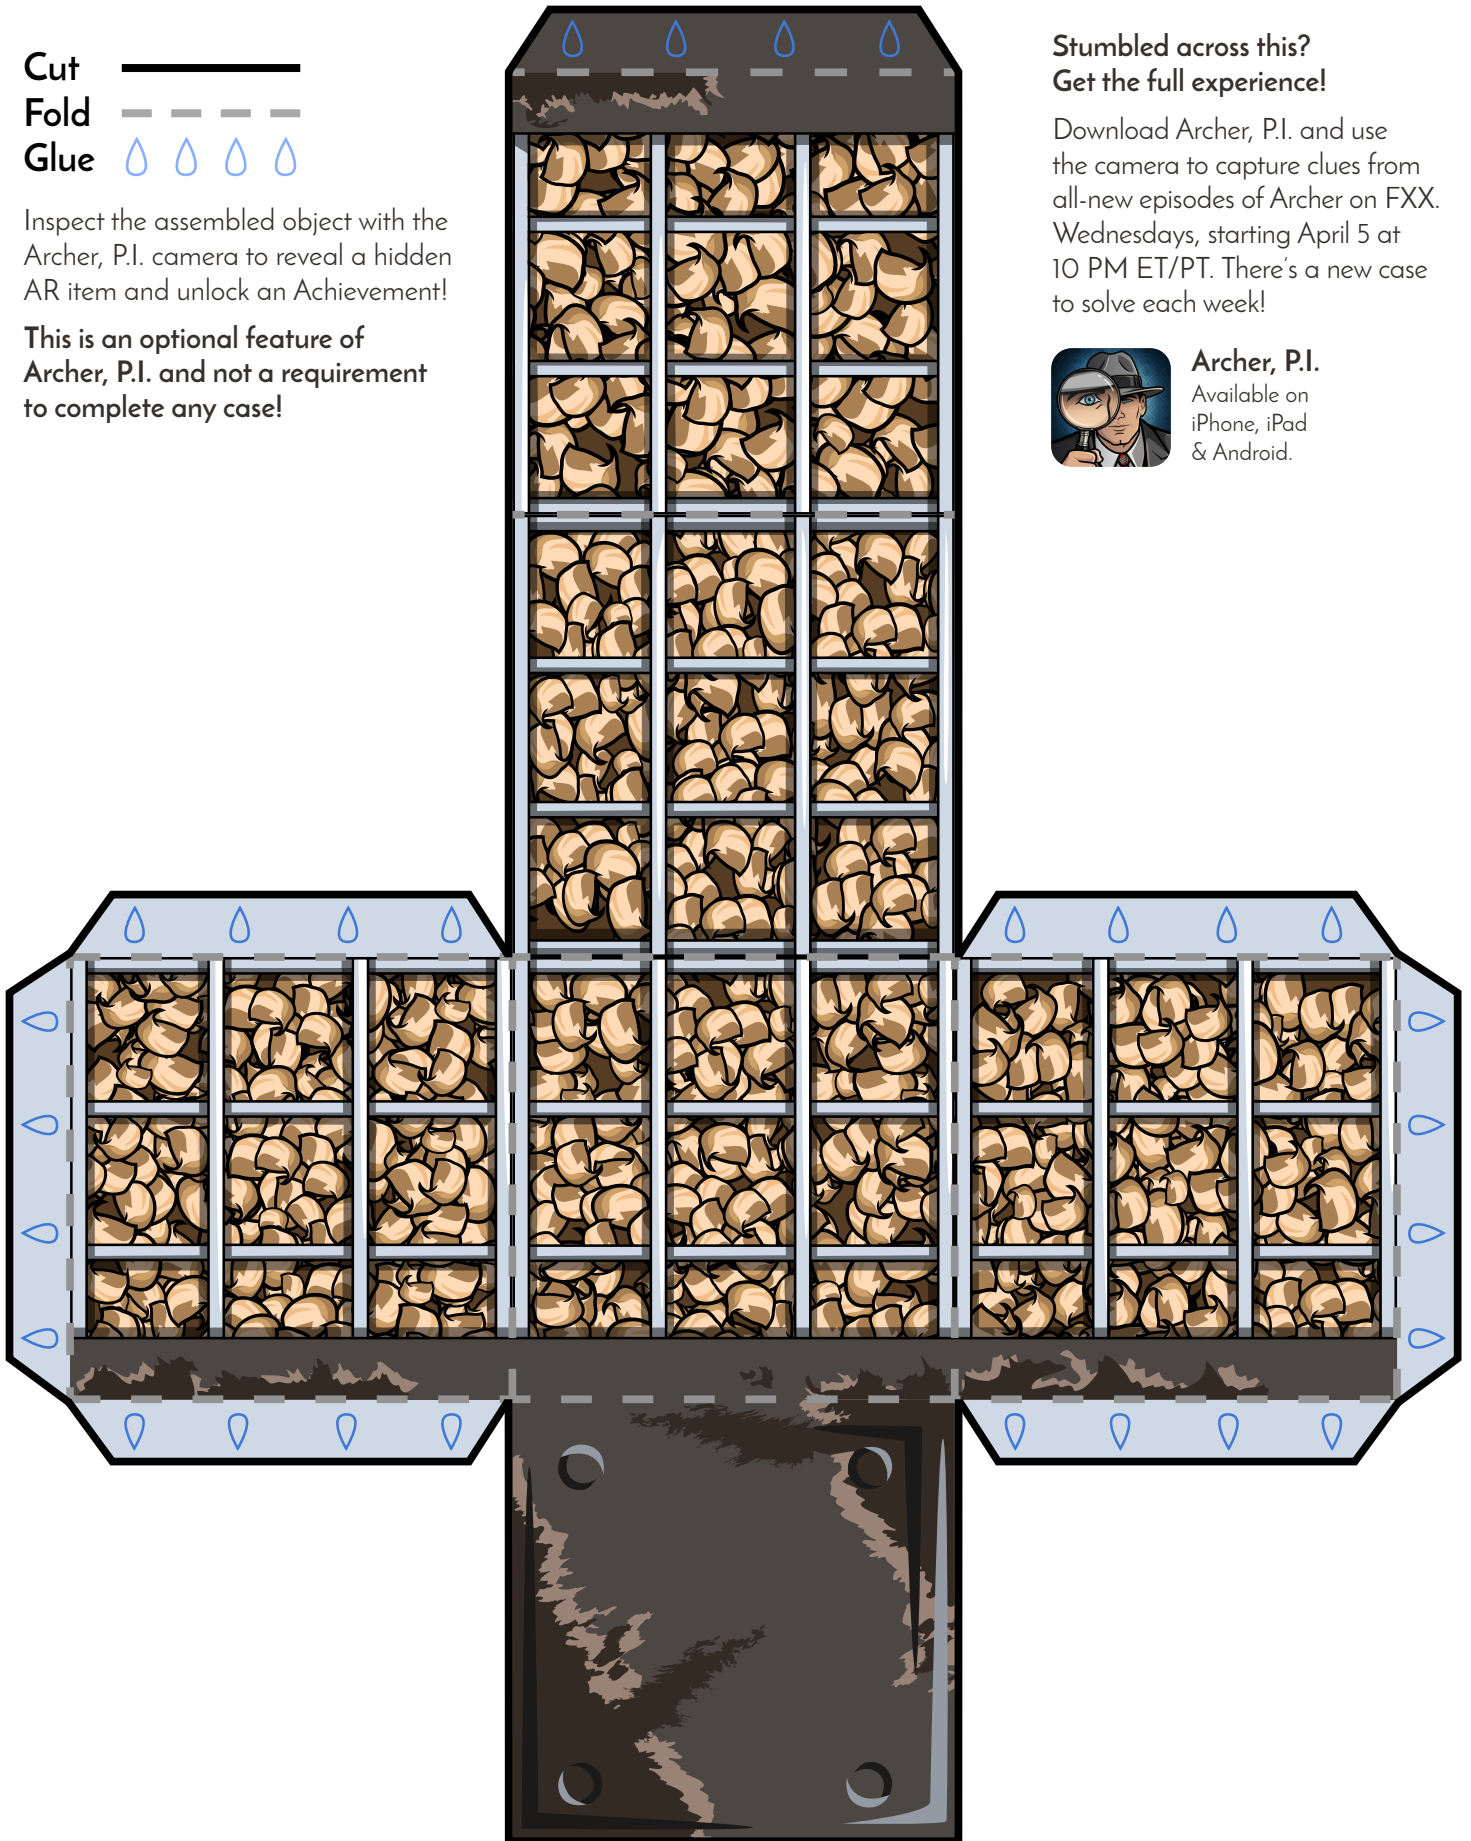 Cut
Fold
Glue
Inspect the assembled object with the
Archer, P.I. camera to reveal a hidden
AR item and unlock an Achievement!
This is an optional feature of
Archer, P.I. and not a requirement
to complete any case!
Stumbled across this?
Get the full experience!
Download Archer, P.I. and use
the camera to capture clues from
all-new episodes of Archer on FXX.
Wednesdays, starting April 5 at
10 PM ET/PT. There's a new case
to solve each week!
Archer, P.I.
Available on
iPhone, iPad
& Android.